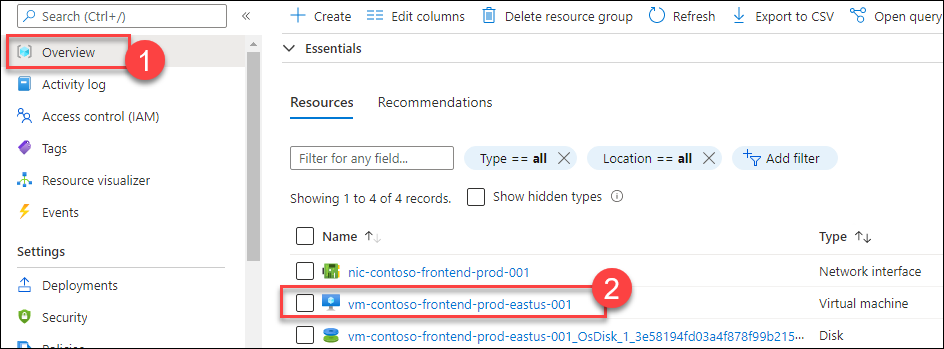 Search (Ctrl+/)
«
Create
Edit columns
Delete resource group
Refresh
Export to CSV
Open query
Overview
1
Activity log
Access control (IAM)
Tags
Resource visualizer
Events
Settings
Deployments
Security
Essentials
Resources
Recommendations
Filter for any field...
Type == all
Location == all
Add filter
Showing 1 to 4 of 4 records.
Show hidden types
Name ↑↓
Type ↑↓
nic-contoso-frontend-prod-001
Network interface
vm-contoso-frontend-prod-eastus-001
2
Virtual machine
vm-contoso-frontend-prod-eastus-001_OsDisk_1_3e58194fd03a4f878f99b215...
Disk